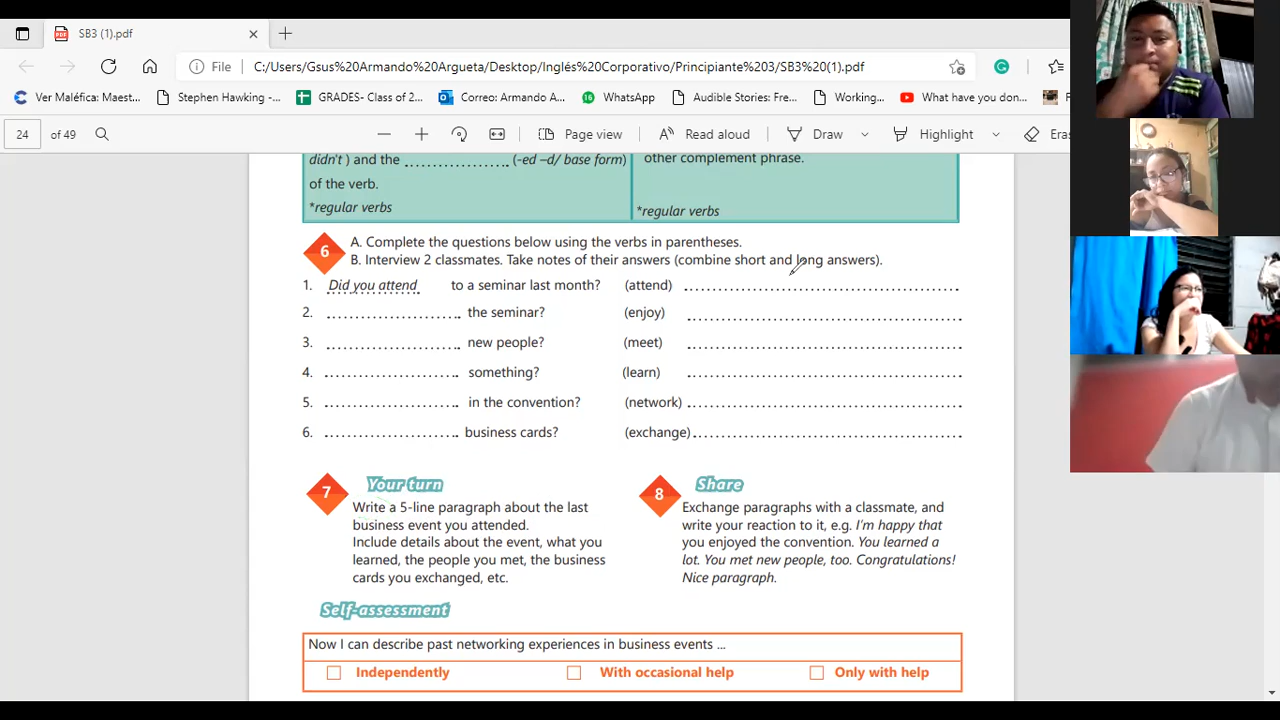 SB3 (1).pdf
File
C:/Users/Gsus%20Armando%20Argueta/Desktop/Inglés%20Corporativo/Principiante%203/SB3%20(1).pdf
Ver Maléfica: Maest...
Stephen Hawking -...
GRADES- Class of 2...
Correo: Armando A...
16
WhatsApp
Audible Stories: Fre...
Working...
What have you don...
24
of 49
Page view
Read aloud
Draw
Highlight
Eras
didn't ) and the .................... (-ed –d/ base form)
of the verb.
*regular verbs
other complement phrase.
*regular verbs
6
A. Complete the questions below using the verbs in parentheses.
B. Interview 2 classmates. Take notes of their answers (combine short and long answers).
1. Did you attend to a seminar last month? (attend) ..........................................................
2. ............................ the seminar? (enjoy) ..........................................................
3. ............................ new people? (meet) ..........................................................
4. ............................ something? (learn) ..........................................................
5. ............................ in the convention? (network) ..........................................................
6. ............................ business cards? (exchange) ..........................................................
7
Your turn
Write a 5-line paragraph about the last
business event you attended.
Include details about the event, what you
learned, the people you met, the business
cards you exchanged, etc.
8
Share
Exchange paragraphs with a classmate, and
write your reaction to it, e.g. I'm happy that
you enjoyed the convention. You learned a
lot. You met new people, too. Congratulations!
Nice paragraph.
Self-assessment
Now I can describe past networking experiences in business events ...
Independently
With occasional help
Only with help